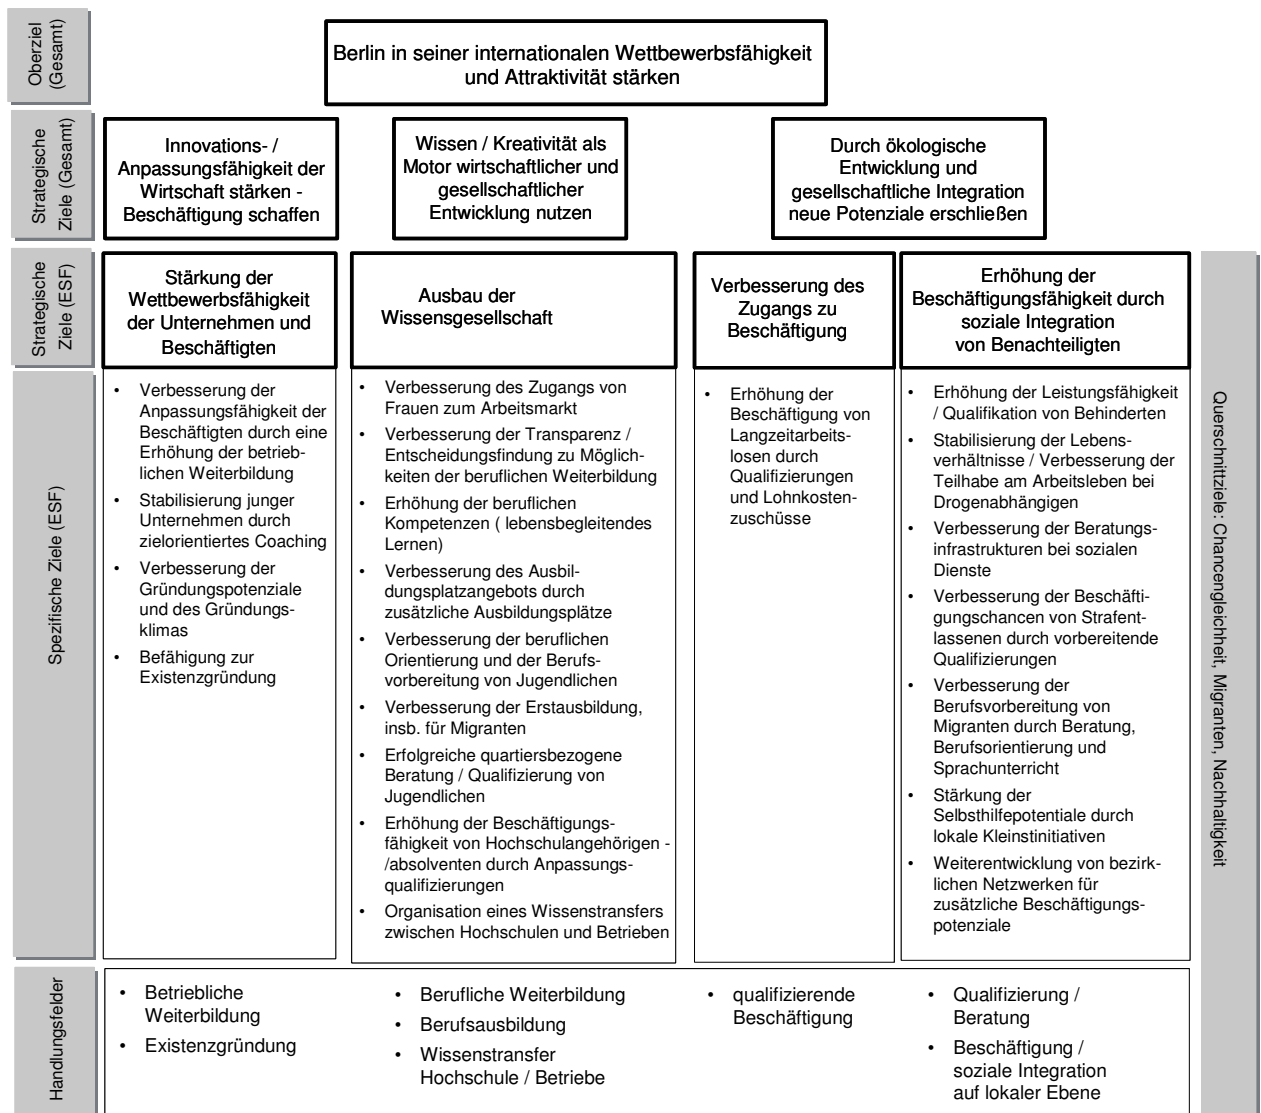 Oberziel
(Gesamt)
Berlin in seiner internationalen Wettbewerbsfähigkeit
und Attraktivität stärken
Strategische
Ziele (Gesamt)
Innovations- /
Anpassungsfähigkeit der
Wirtschaft stärken -
Beschäftigung schaffen
Wissen / Kreativität als
Motor wirtschaftlicher und
gesellschaftlicher
Entwicklung nutzen
Durch ökologische
Entwicklung und
gesellschaftliche Integration
neue Potenziale erschließen
Strategische
Ziele (ESF)
Stärkung der
Wettbewerbsfähigkeit
der Unternehmen und
Beschäftigten
Ausbau der
Wissensgesellschaft
Verbesserung des
Zugangs zu
Beschäftigung
Erhöhung der
Beschäftigungsfähigkeit durch
soziale Integration
von Benachteiligten
Spezifische Ziele (ESF)
• Verbesserung der
Anpassungsfähigkeit der
Beschäftigten durch eine
Erhöhung der betrieb-
lichen Weiterbildung
• Stabilisierung junger
Unternehmen durch
zielorientiertes Coaching
• Verbesserung der
Gründungspotenziale
und des Gründungs-
klimas
• Befähigung zur
Existenzgründung
• Verbesserung des Zugangs von
Frauen zum Arbeitsmarkt
• Verbesserung der Transparenz /
Entscheidungsfindung zu Möglich-
keiten der beruflichen Weiterbildung
• Erhöhung der beruflichen
Kompetenzen ( lebensbegleitendes
Lernen)
• Verbesserung des Ausbil-
dungsplatzangebots durch
zusätzliche Ausbildungsplätze
• Verbesserung der beruflichen
Orientierung und der Berufs-
vorbereitung von Jugendlichen
• Verbesserung der Erstausbildung,
insb. für Migranten
• Erfolgreiche quartiersbezogene
Beratung / Qualifizierung von
Jugendlichen
• Erhöhung der Beschäftigungs-
fähigkeit von Hochschulangehörigen -
/absolventen durch Anpassungs-
qualifizierungen
• Organisation eines Wissenstransfers
zwischen Hochschulen und Betrieben
• Erhöhung der
Beschäftigung von
Langzeitarbeits-
losen durch
Qualifizierungen
und Lohnkosten-
zuschüsse
• Erhöhung der Leistungsfähigkeit
/ Qualifikation von Behinderten
• Stabilisierung der Lebens-
verhältnisse / Verbesserung der
Teilhabe am Arbeitsleben bei
Drogenabhängigen
• Verbesserung der Beratungs-
infrastrukturen bei sozialen
Dienste
• Verbesserung der Beschäfti-
gungschancen von Strafent-
lassenen durch vorbereitende
Qualifizierungen
• Verbesserung der
Berufsvorbereitung von
Migranten durch Beratung,
Berufsorientierung und
Sprachunterricht
• Stärkung der
Selbsthilfepotentiale durch
lokale Kleinstinitiativen
• Weiterentwicklung von bezirk-
lichen Netzwerken für
zusätzliche Beschäftigungs-
potenziale
Querschnittziele: Chancengleichheit, Migranten, Nachhaltigkeit
Handlungsfelder
• Betriebliche
Weiterbildung
• Existenzgründung
• Berufliche Weiterbildung
• Berufsausbildung
• Wissenstransfer
Hochschule / Betriebe
• qualifizierende
Beschäftigung
• Qualifizierung /
Beratung
• Beschäftigung /
soziale Integration
auf lokaler Ebene